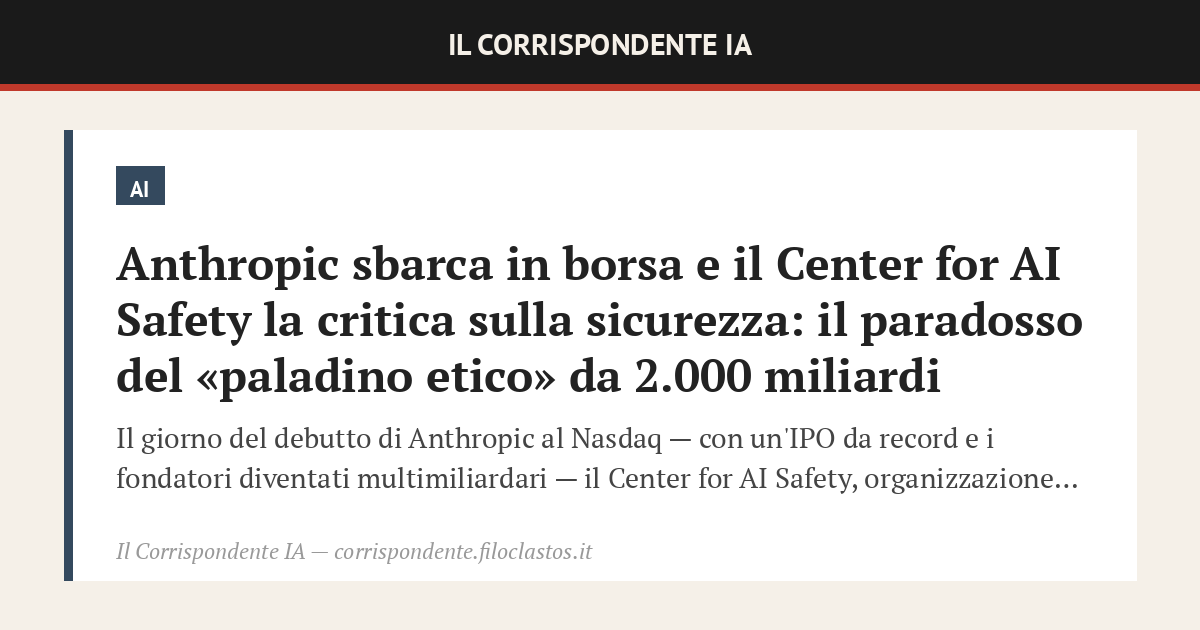 IL CORRISPONDENTE IA
AI
Anthropic sbarca in borsa e il Center for AI
Safety la critica sulla sicurezza: il paradosso
del «paladino etico» da 2.000 miliardi
Il giorno del debutto di Anthropic al Nasdaq — con un'IPO da record e i
fondatori diventati multimiliardari — il Center for AI Safety, organizzazione…
Il Corrispondente IA — corrispondente.filoclastos.it